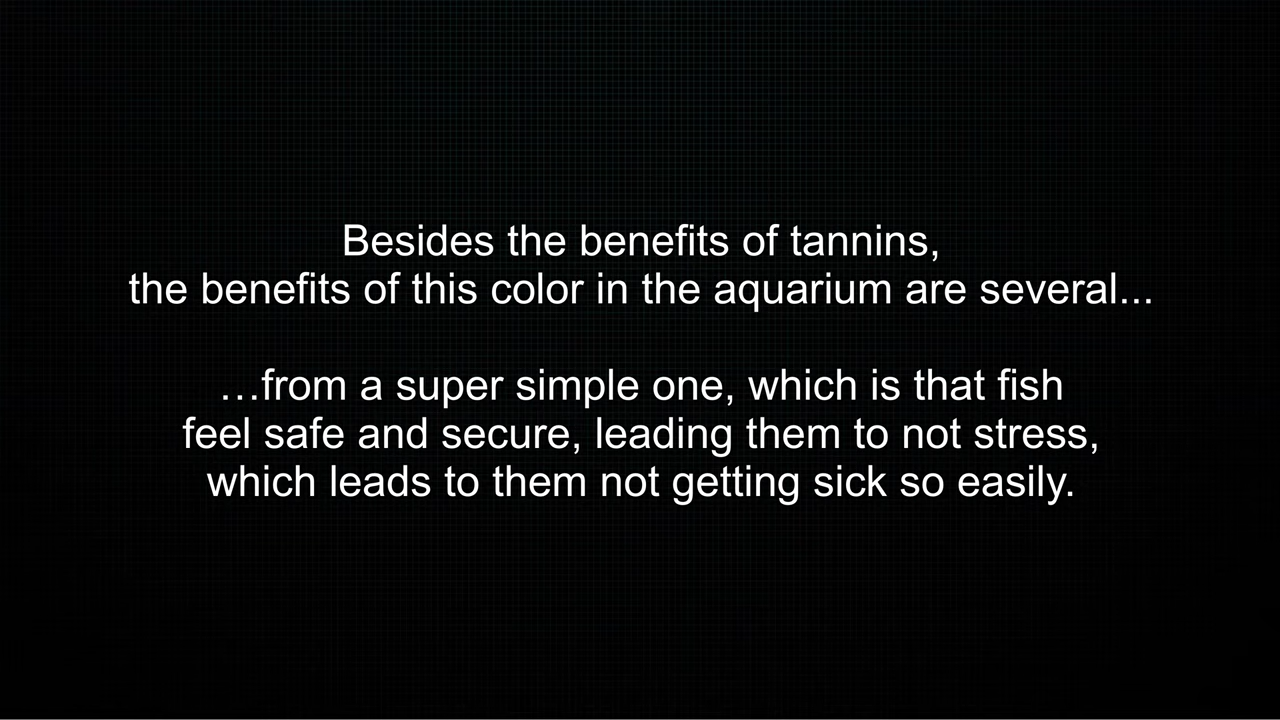 Besides the benefits of tannins,
the benefits of this color in the aquarium are several...
…from a super simple one, which is that fish
feel safe and secure, leading them to not stress,
which leads to them not getting sick so easily.